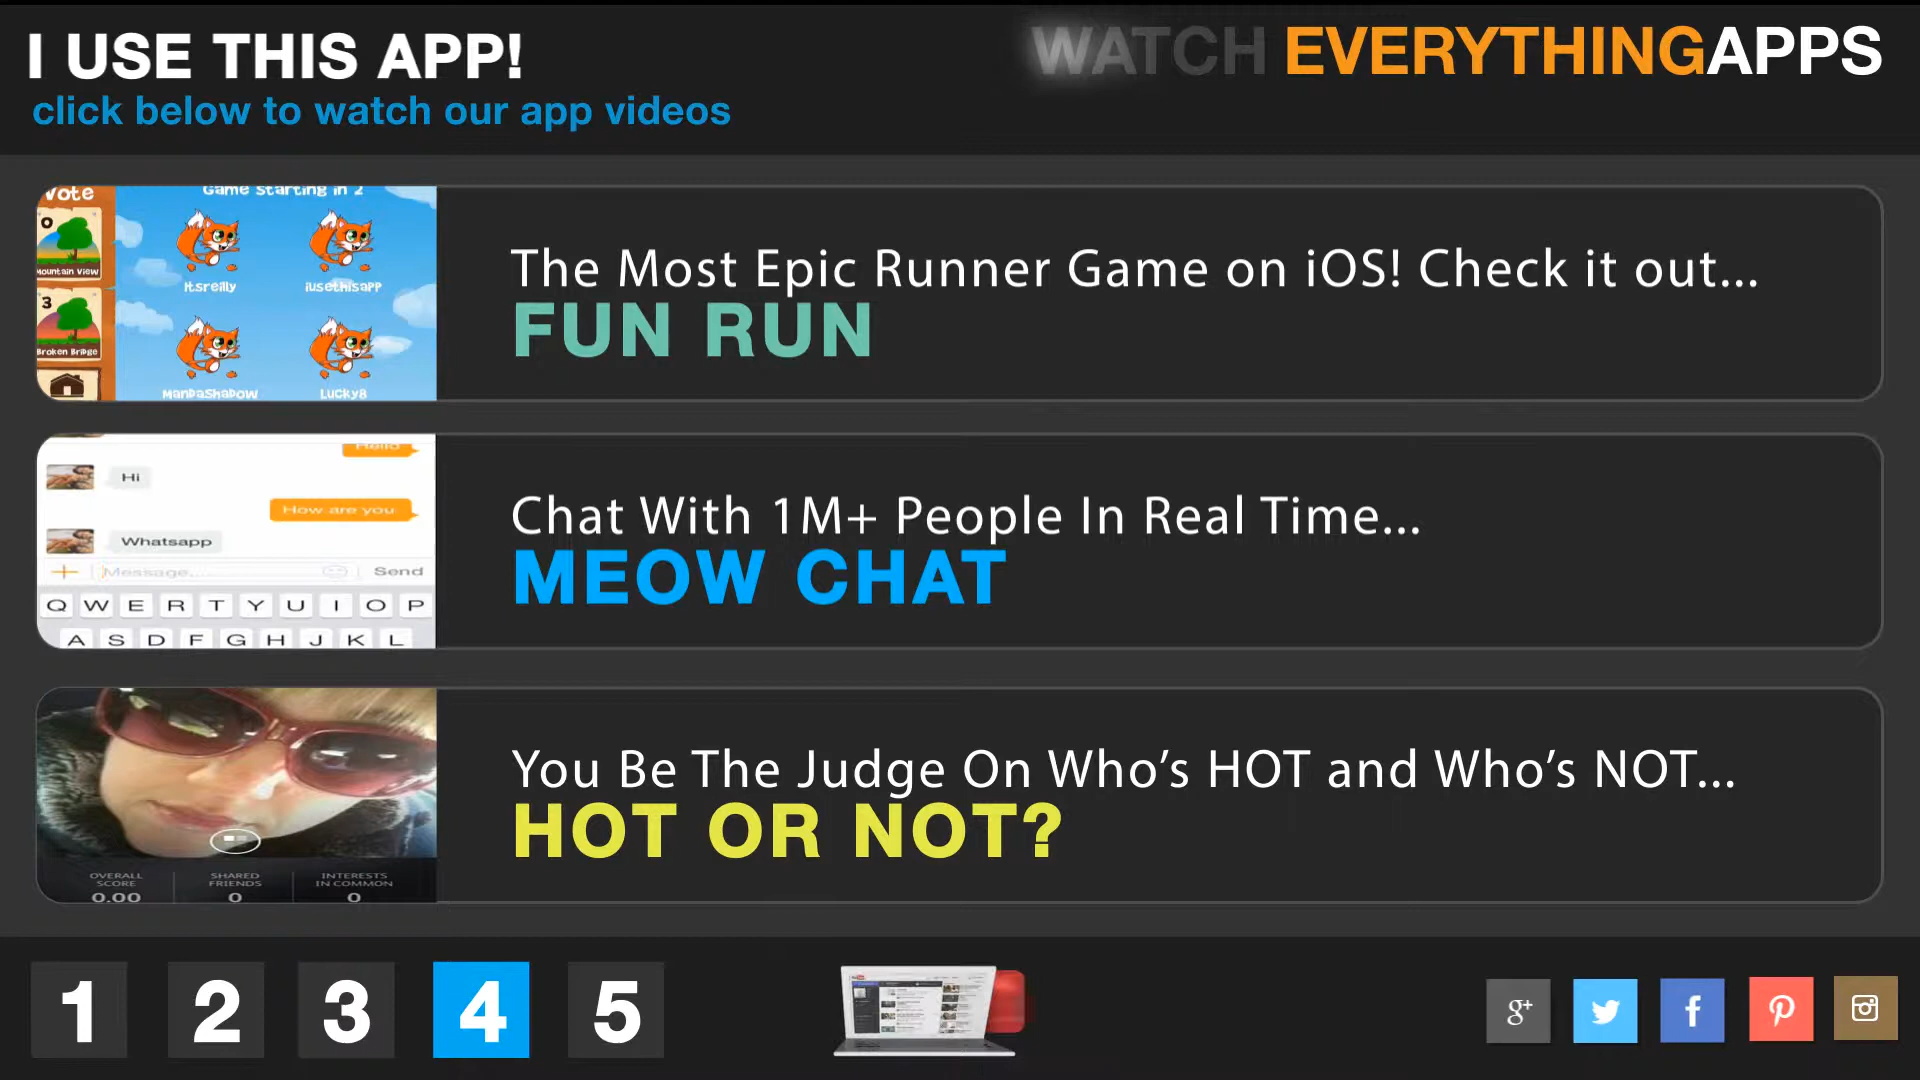 I USE THIS APP!
click below to watch our app videos
WATCH EVERYTHINGAPPS
Vote
0
Mountain View
3
Broken Bridge
Game Starting in 2
Itsreilly
iusethisapp
MandaShadow
Lucky8
The Most Epic Runner Game on iOS! Check it out...
FUN RUN
Hello
Hi
How are you
Whatsapp
Message....
Send
Q W E R T Y U I O P
A S D F G H J K L
Chat With 1M+ People In Real Time...
MEOW CHAT
OVERALL SCORE
0.00
SHARED FRIENDS
0
INTERESTS IN COMMON
0
You Be The Judge On Who’s HOT and Who’s NOT...
HOT OR NOT?
1 2 3 4 5
g+
f